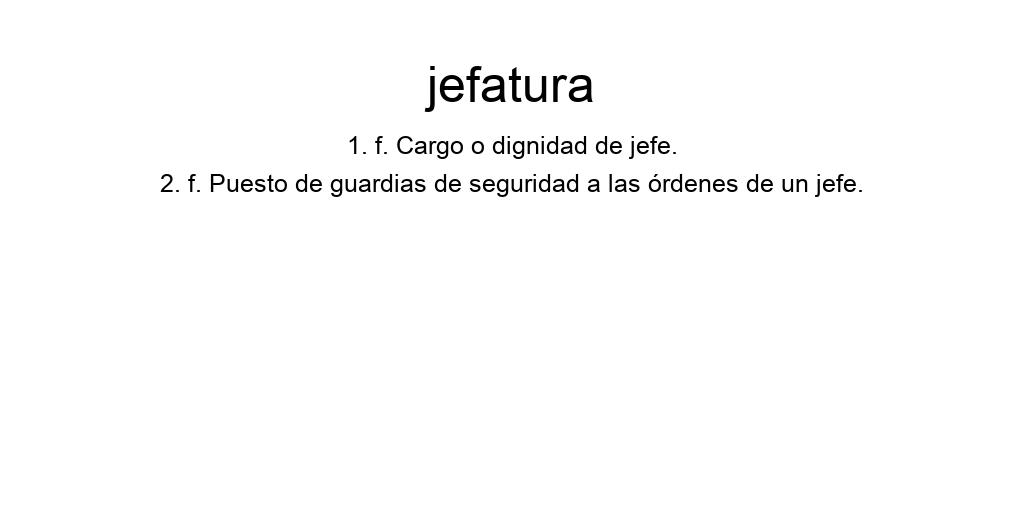 jefatura
1. f. Cargo o dignidad de jefe.
2. f. Puesto de guardias de seguridad a las órdenes de un jefe.